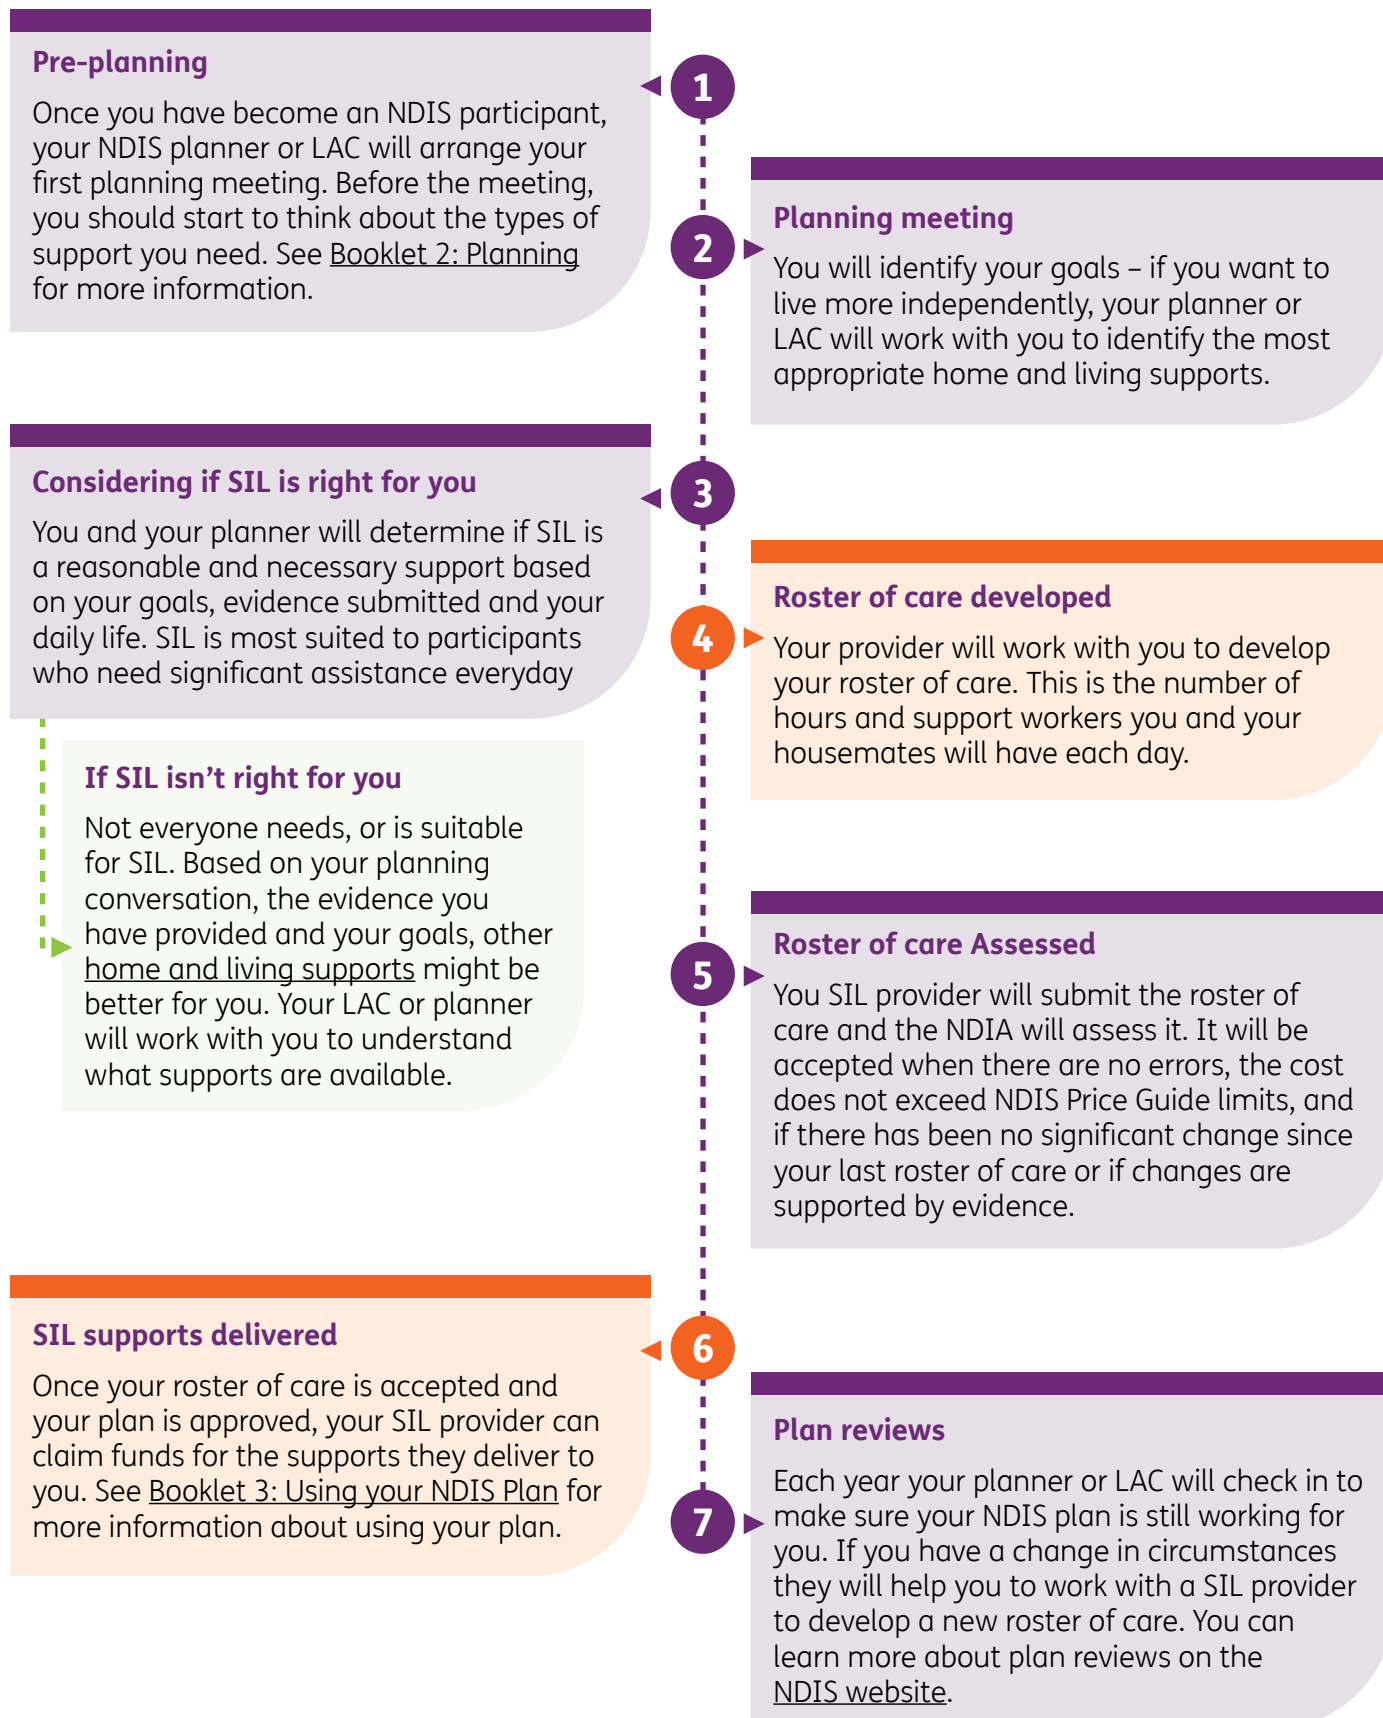 1
Pre-planning
Once you have become an NDIS participant,
your NDIS planner or LAC will arrange your
first planning meeting. Before the meeting,
you should start to think about the types of
support you need. See Booklet 2: Planning
for more information.
2
Planning meeting
You will identify your goals – if you want to
live more independently, your planner or
LAC will work with you to identify the most
appropriate home and living supports.
3
Considering if SIL is right for you
You and your planner will determine if SIL is
a reasonable and necessary support based
on your goals, evidence submitted and your
daily life. SIL is most suited to participants
who need significant assistance everyday
If SIL isn’t right for you
Not everyone needs, or is suitable
for SIL. Based on your planning
conversation, the evidence you
have provided and your goals, other
home and living supports might be
better for you. Your LAC or planner
will work with you to understand
what supports are available.
4
Roster of care developed
Your provider will work with you to develop
your roster of care. This is the number of
hours and support workers you and your
housemates will have each day.
5
Roster of care Assessed
You SIL provider will submit the roster of
care and the NDIA will assess it. It will be
accepted when there are no errors, the cost
does not exceed NDIS Price Guide limits, and
if there has been no significant change since
your last roster of care or if changes are
supported by evidence.
6
SIL supports delivered
Once your roster of care is accepted and
your plan is approved, your SIL provider can
claim funds for the supports they deliver to
you. See Booklet 3: Using your NDIS Plan for
more information about using your plan.
7
Plan reviews
Each year your planner or LAC will check in to
make sure your NDIS plan is still working for
you. If you have a change in circumstances
they will help you to work with a SIL provider
to develop a new roster of care. You can
learn more about plan reviews on the
NDIS website.